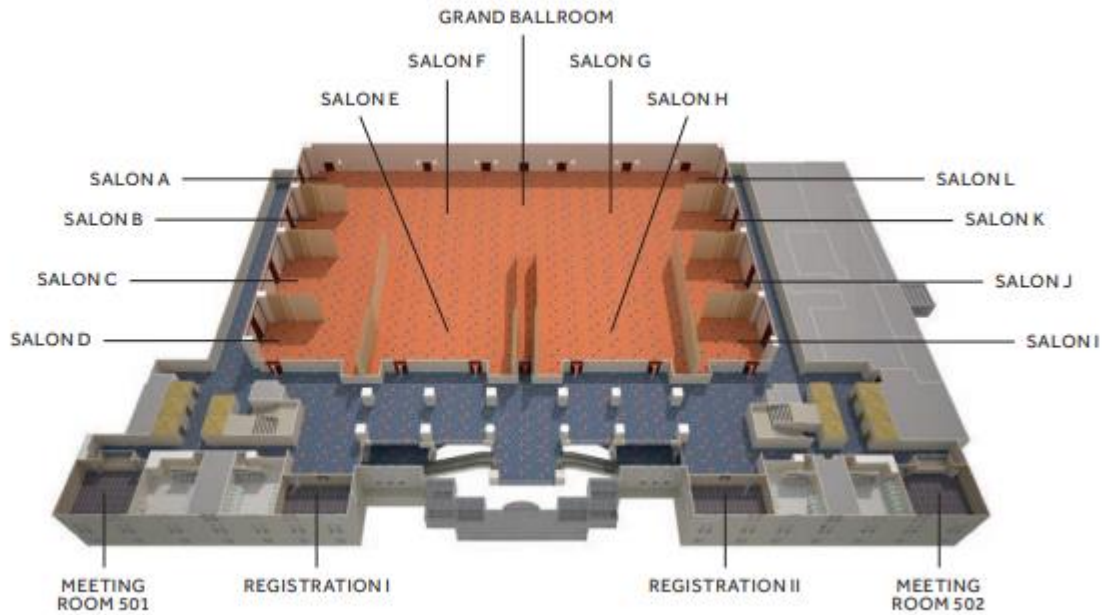 GRAND BALLROOM
SALON F
SALON G
SALON E
SALON H
SALON A
SALON L
SALON B
SALON K
SALON C
SALON J
SALON D
SALON I
MEETING
ROOM 501
REGISTRATION I
REGISTRATION II
MEETING
ROOM 502